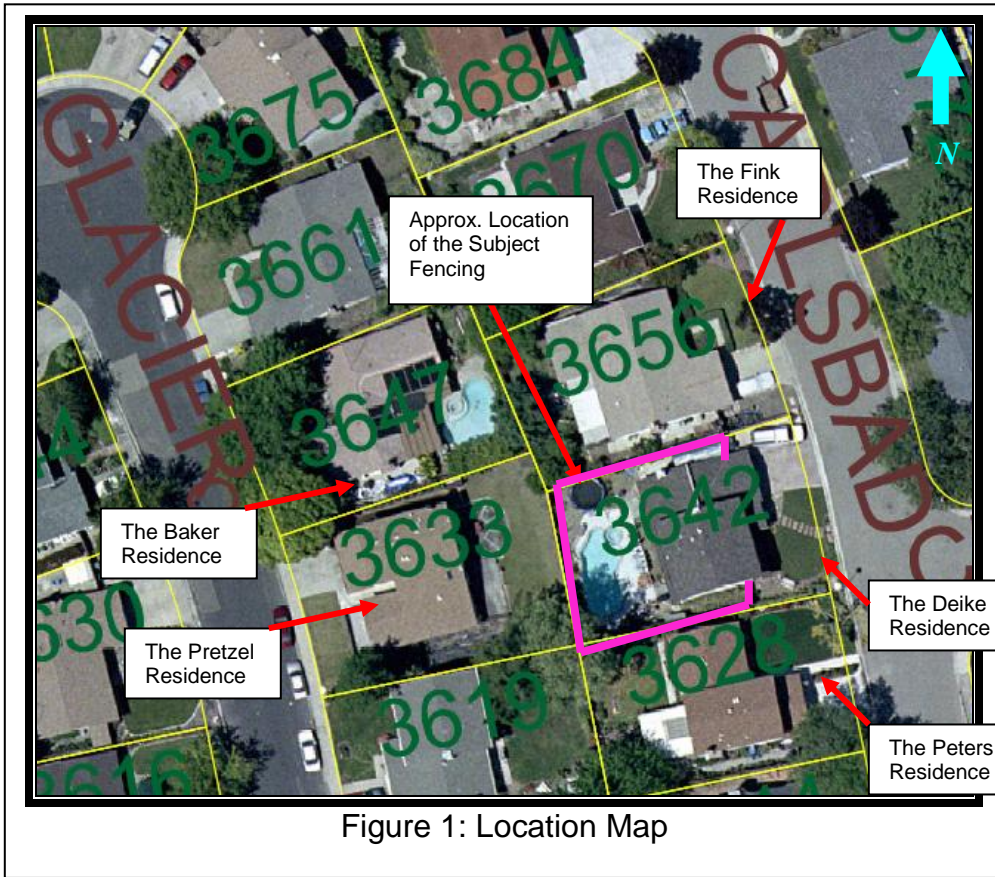 GLACIER
3675
3684
CARLSBAD C
N
The Fink
Residence
Approx. Location
of the Subject
Fencing
3670
3661
3656
3647
The Baker
Residence
3642
3633
The Deike
Residence
The Pretzel
Residence
3628
3619
The Peters
Residence
3616
Figure 1: Location Map